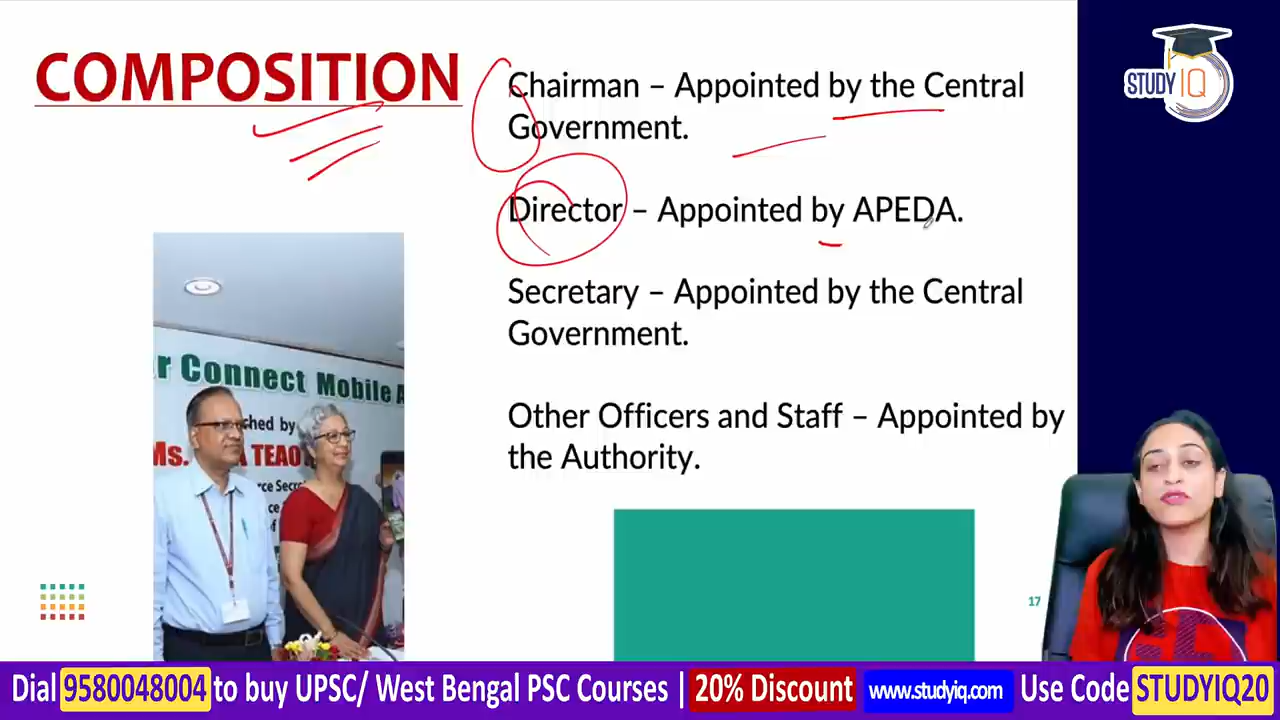 COMPOSITION
Chairman – Appointed by the Central
Government.
Director – Appointed by APEDA.
Secretary – Appointed by the Central
Government.
Other Officers and Staff – Appointed by
the Authority.
STUDY IQ
Connect Mobile
by
Ms.
17
Dial 9580048004 to buy UPSC/ West Bengal PSC Courses | 20% Discount www.studyiq.com Use Code STUDYIQ20